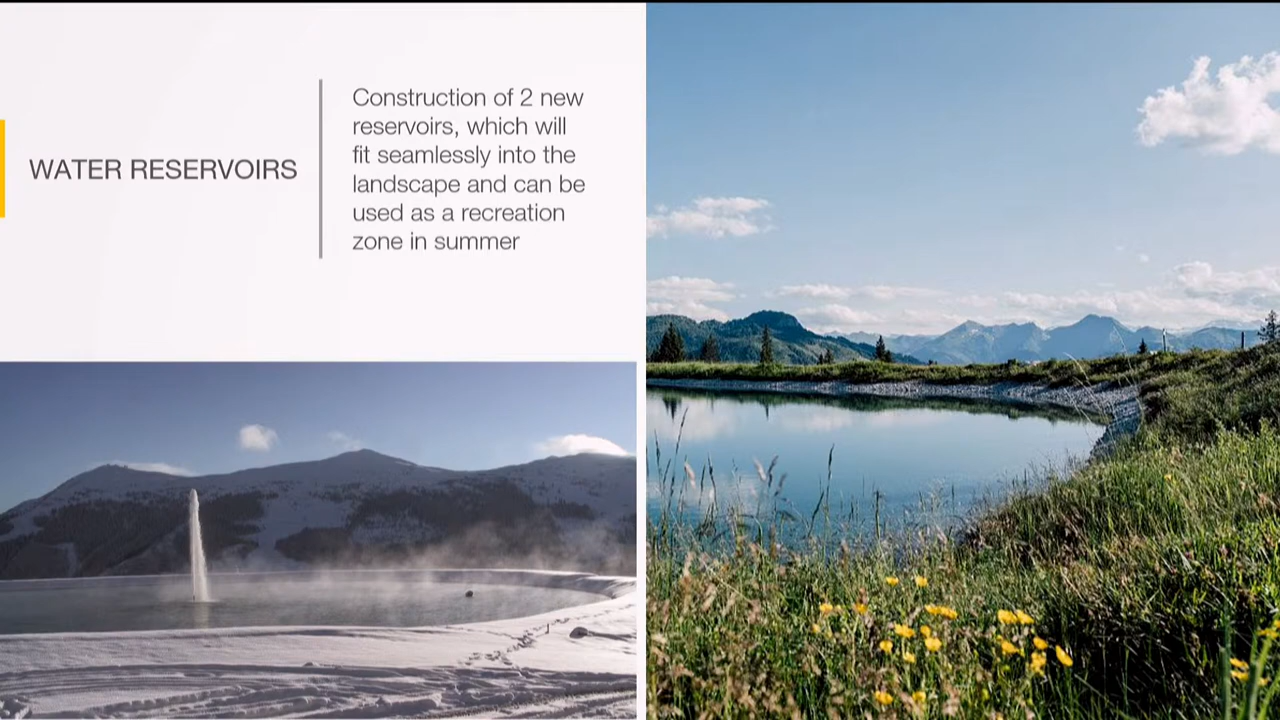 WATER RESERVOIRS
Construction of 2 new
reservoirs, which will
fit seamlessly into the
landscape and can be
used as a recreation
zone in summer